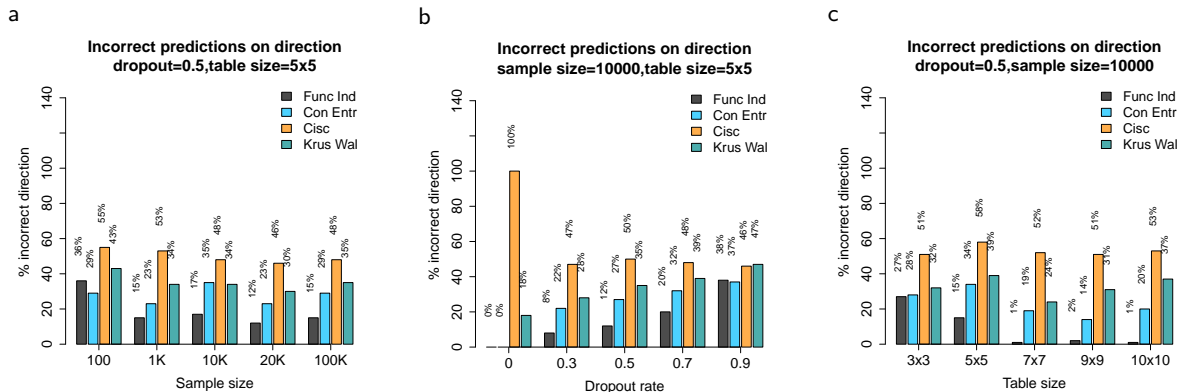 a
Incorrect predictions on direction
dropout=0.5,table size=5x5
% incorrect direction
140
100
80
60
40
20
0
Func Ind
Con Entr
Cisc
Krus Wal
36%
29%
55%
43%
15%
23%
53%
34%
17%
35%
48%
34%
12%
23%
46%
30%
15%
29%
48%
35%
100
1K
10K
20K
100K
Sample size
b
Incorrect predictions on direction
sample size=10000,table size=5x5
% incorrect direction
140
100
80
60
40
20
0
Func Ind
Con Entr
Cisc
Krus Wal
0%
0%
100%
18%
8%
22%
47%
28%
12%
27%
50%
35%
20%
32%
48%
39%
38%
37%
46%
47%
0
0.3
0.5
0.7
0.9
Dropout rate
c
Incorrect predictions on direction
dropout=0.5,sample size=10000
% incorrect direction
140
100
80
60
40
20
0
Func Ind
Con Entr
Cisc
Krus Wal
27%
28%
51%
32%
15%
34%
58%
39%
1%
19%
52%
24%
2%
14%
51%
31%
1%
20%
53%
37%
3x3
5x5
7x7
9x9
10x10
Table size